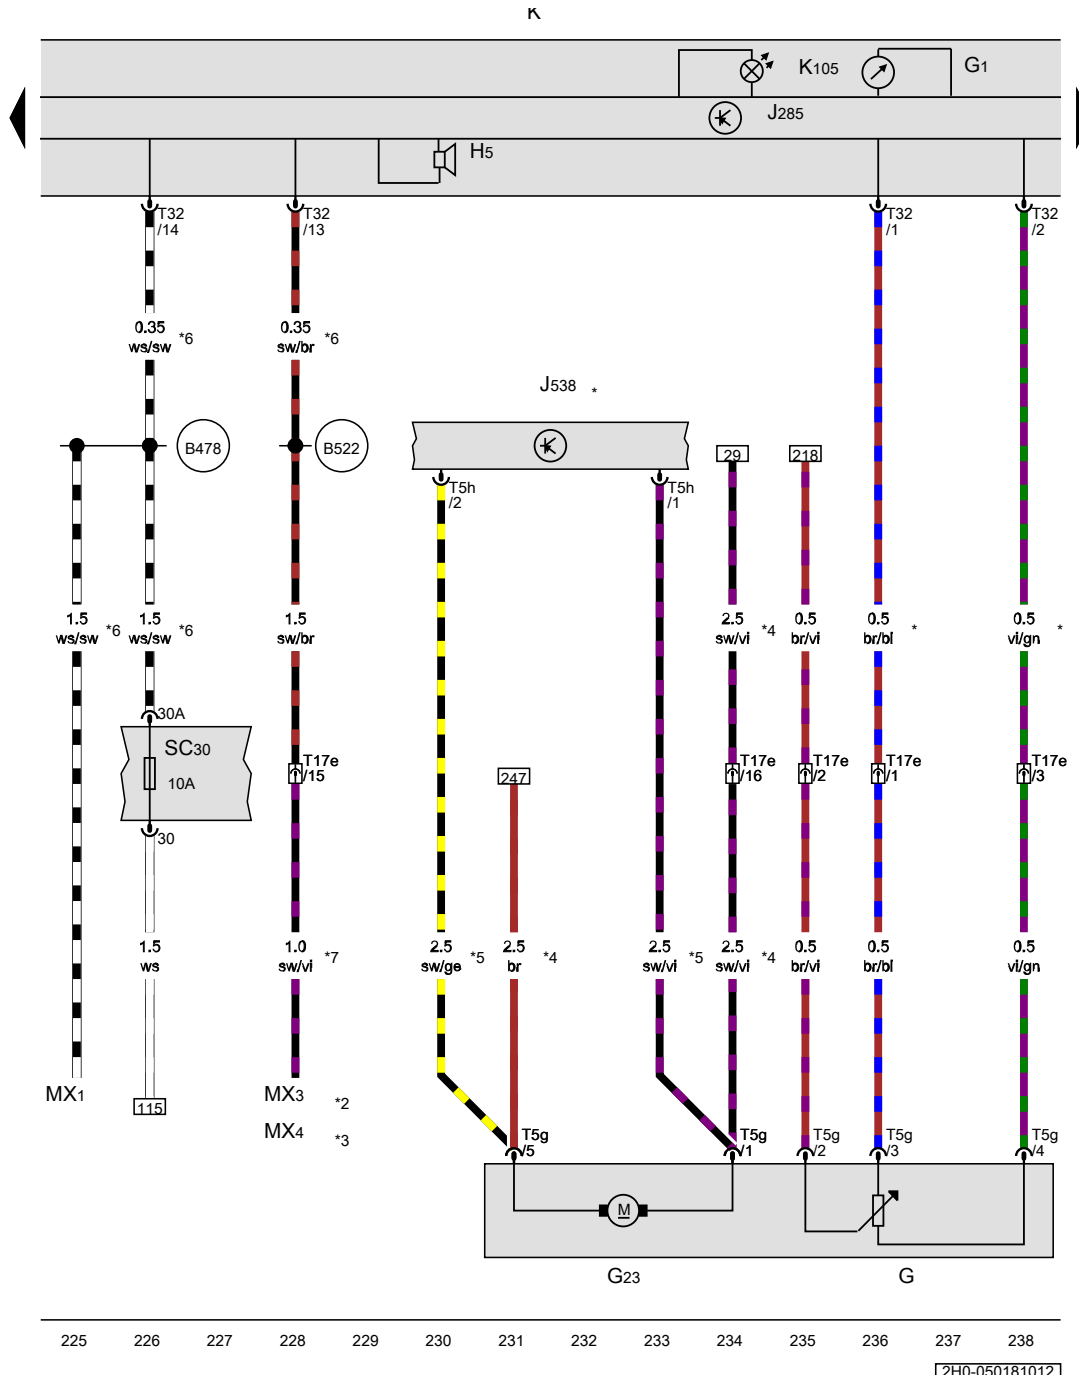 K
K105
G1
J285
H5
T32
/14
T32
/13
T32
/1
T32
/2
0.35
ws/sw
*6
0.35
sw/br
*6
J538
*
B478
B522
29
218
T5h
/2
T5h
/1
1.5
ws/sw
*6
1.5
ws/sw
*6
1.5
sw/br
2.5
sw/vi
*4
0.5
br/vi
0.5
br/bl
*
0.5
vi/gn
*
30A
SC30
10A
30
T17e
/15
247
T17e
/16
T17e
/2
T17e
/1
T17e
/3
1.5
ws
1.0
sw/vi
*7
2.5
sw/ge
*5
2.5
br
*4
2.5
sw/vi
*5
2.5
sw/vi
*4
0.5
br/vi
0.5
br/bl
0.5
vi/gn
MX1
115
MX3
*2
MX4
*3
T5g
/5
T5g
/1
T5g
/2
T5g
/3
T5g
/4
M
G23
G
225 226 227 228 229 230 231 232 233 234 235 236 237 238
2H0-050181012